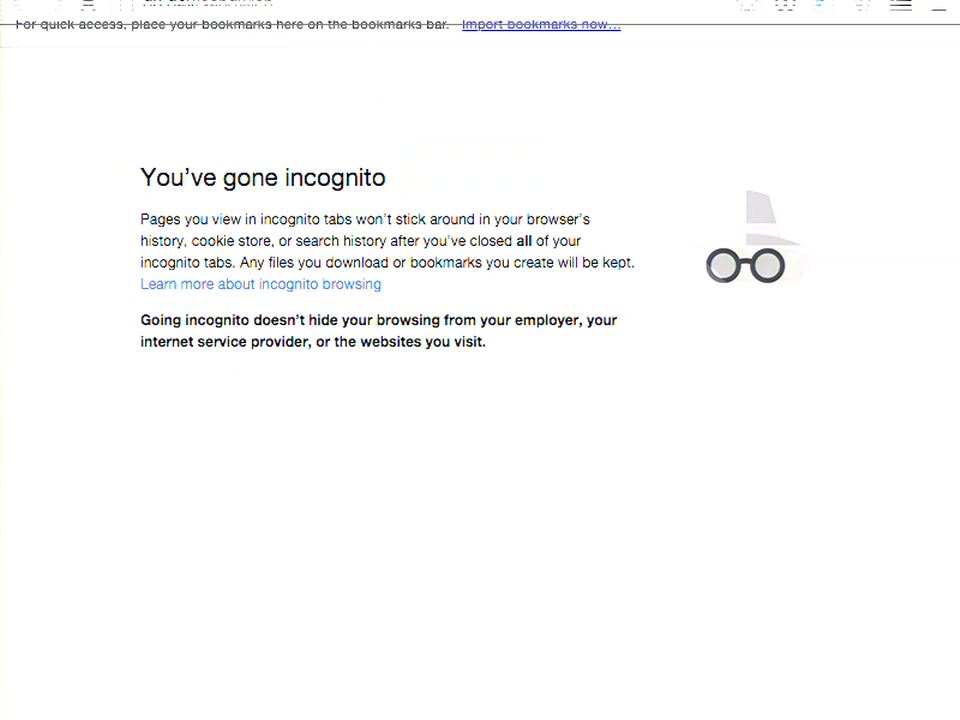 For quick access, place your bookmarks here on the bookmarks bar. Import bookmarks now...
You've gone incognito
Pages you view in incognito tabs won't stick around in your browser's
history, cookie store, or search history after you've closed all of your
incognito tabs. Any files you download or bookmarks you create will be kept.
Learn more about incognito browsing
Going incognito doesn't hide your browsing from your employer, your
internet service provider, or the websites you visit.